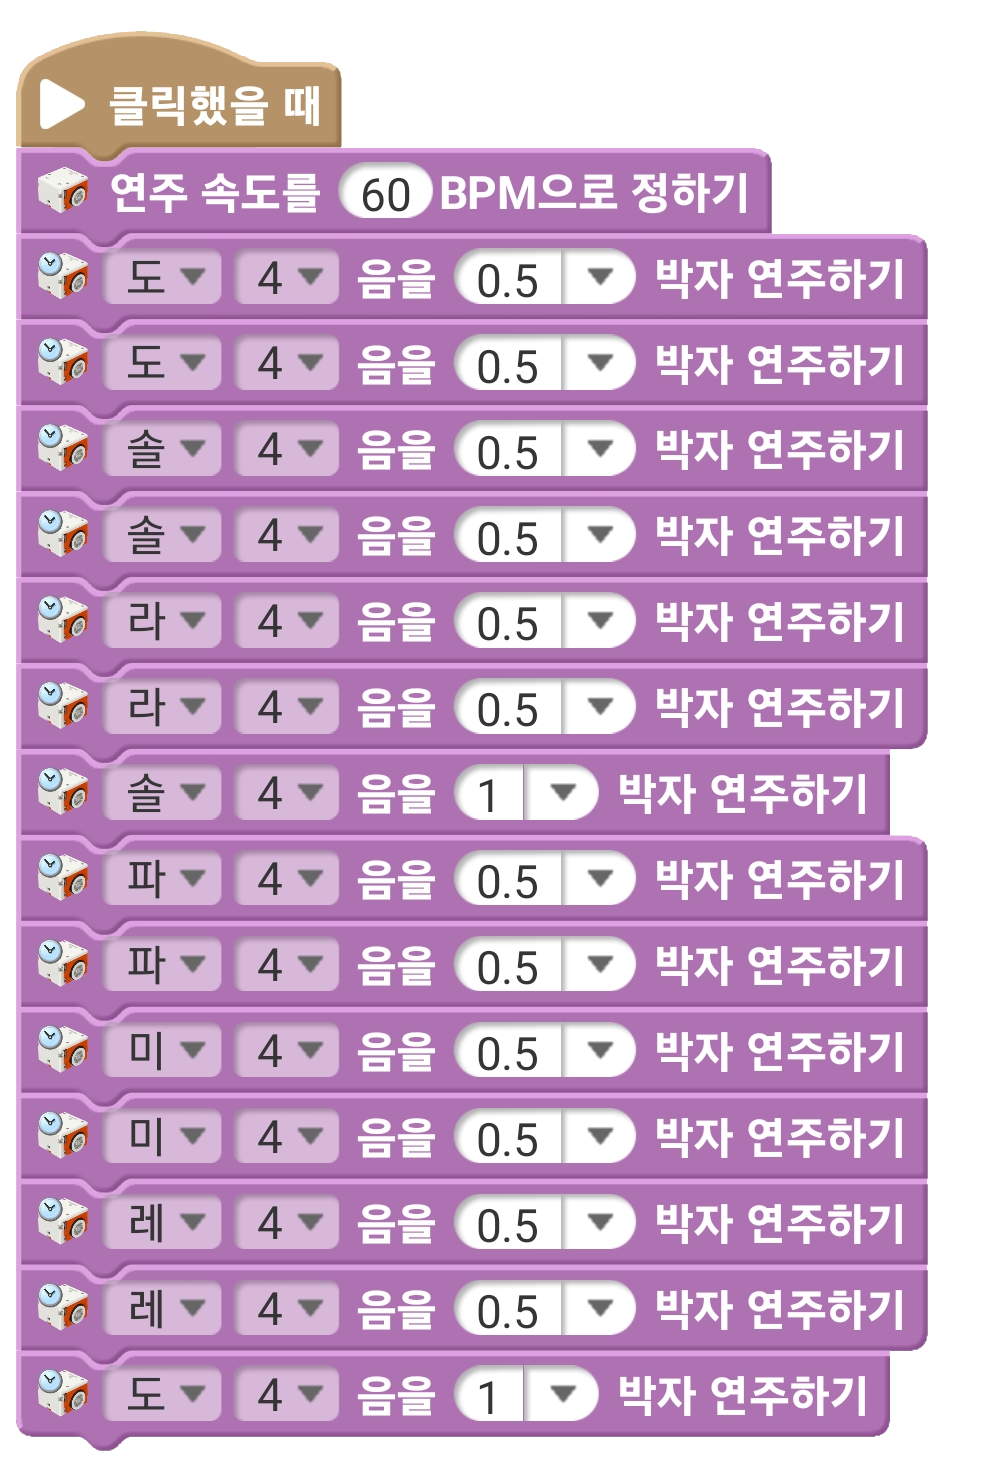 클릭했을 때
연주 속도를 60 BPM으로 정하기
도 4 음을 0.5 박자 연주하기
도 4 음을 0.5 박자 연주하기
솔 4 음을 0.5 박자 연주하기
솔 4 음을 0.5 박자 연주하기
라 4 음을 0.5 박자 연주하기
라 4 음을 0.5 박자 연주하기
솔 4 음을 1 박자 연주하기
파 4 음을 0.5 박자 연주하기
파 4 음을 0.5 박자 연주하기
미 4 음을 0.5 박자 연주하기
미 4 음을 0.5 박자 연주하기
레 4 음을 0.5 박자 연주하기
레 4 음을 0.5 박자 연주하기
도 4 음을 1 박자 연주하기